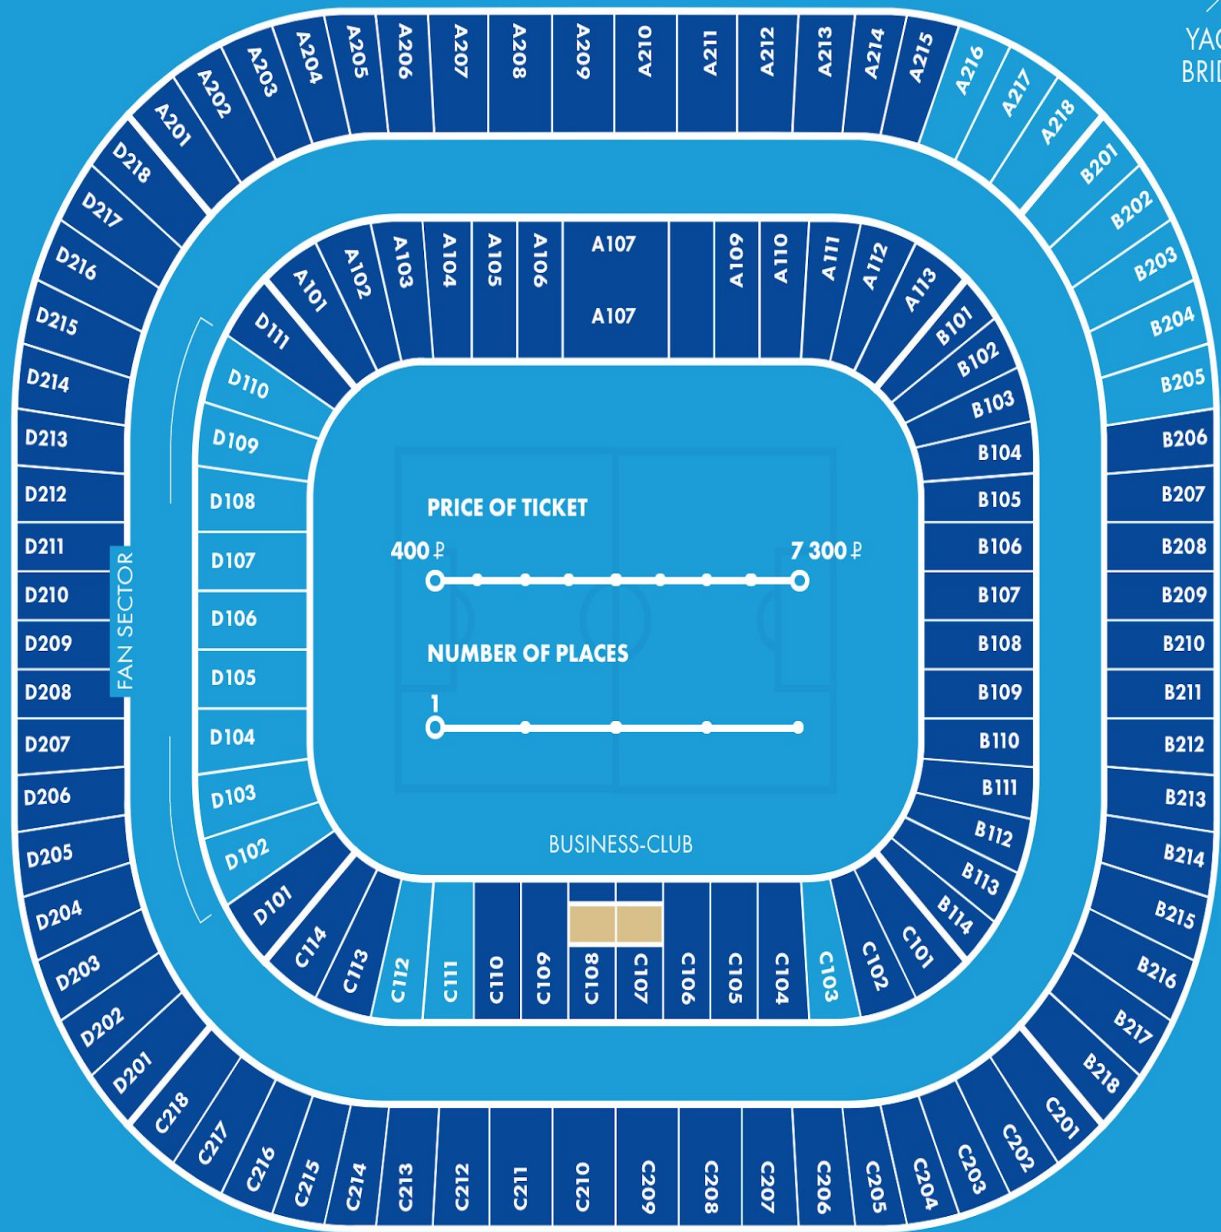 YAC
BRID
A201
A202
A203
A204
A205
A206
A207
A208
A209
A210
A211
A212
A213
A214
A215
A216
A217
A218
B201
B202
B203
B204
B205
B206
B207
B208
B209
B210
B211
B212
B213
B214
B215
B216
B217
B218
C201
C202
C203
C204
C205
C206
C207
C208
C209
C210
C211
C212
C213
C214
C215
C216
C217
C218
D201
D202
D203
D204
D205
D206
D207
D208
D209
D210
D211
D212
D213
D214
D215
D216
D217
D218
FAN SECTOR
A101
A102
A103
A104
A105
A106
A107
A107
A109
A110
A111
A112
A113
B101
B102
B103
B104
B105
B106
B107
B108
B109
B110
B111
B112
B113
B114
C101
C102
C103
C104
C105
C106
C107
C108
C109
C110
C111
C112
C113
C114
D101
D102
D103
D104
D105
D106
D107
D108
D109
D110
D111
PRICE OF TICKET
400 ₽ 7 300 ₽
NUMBER OF PLACES
1
BUSINESS-CLUB